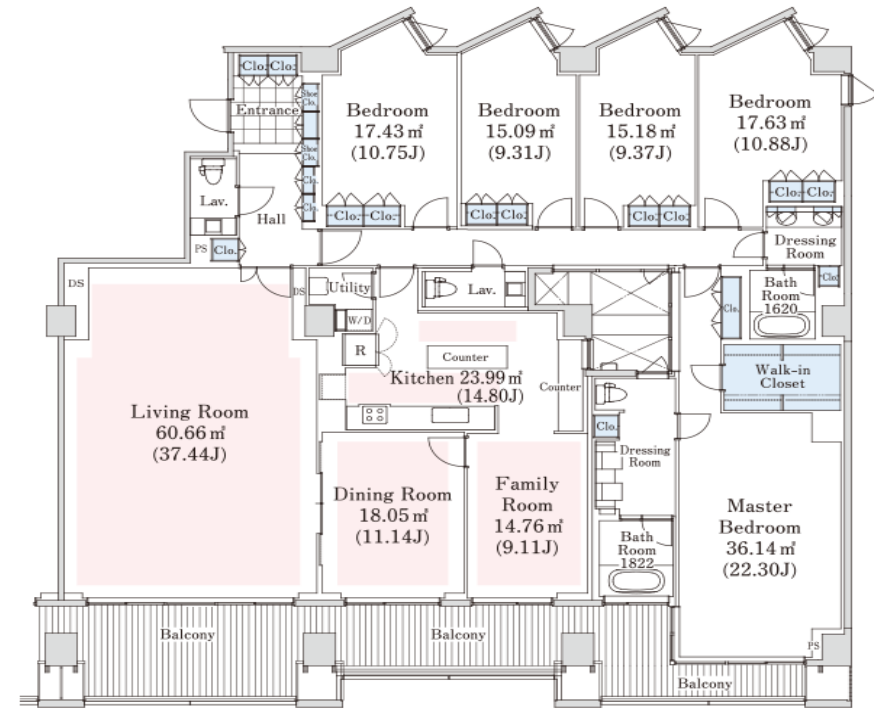 Clo.
Clo.
Entrance
Shoe
Clo.
Shoe
Clo.
Clo.
Clo.
Bedroom
17.43㎡
(10.75J)
Clo.
Clo.
Bedroom
15.09㎡
(9.31J)
Clo.
Clo.
Bedroom
15.18㎡
(9.37J)
Clo.
Clo.
Bedroom
17.63㎡
(10.88J)
Clo.
Clo.
Lav.
PS
Clo.
Hall
Dressing
Room
DS
DS
Utility
W/D
R
Lav.
Clo.
Bath
Room
1620
Clo.
Counter
Kitchen 23.99㎡
(14.80J)
Counter
Walk-in
Closet
Living Room
60.66㎡
(37.44J)
Clo.
Dressing
Room
Dining Room
18.05㎡
(11.14J)
Family
Room
14.76㎡
(9.11J)
Bath
Room
1822
Master
Bedroom
36.14㎡
(22.30J)
PS
Balcony
Balcony
Balcony